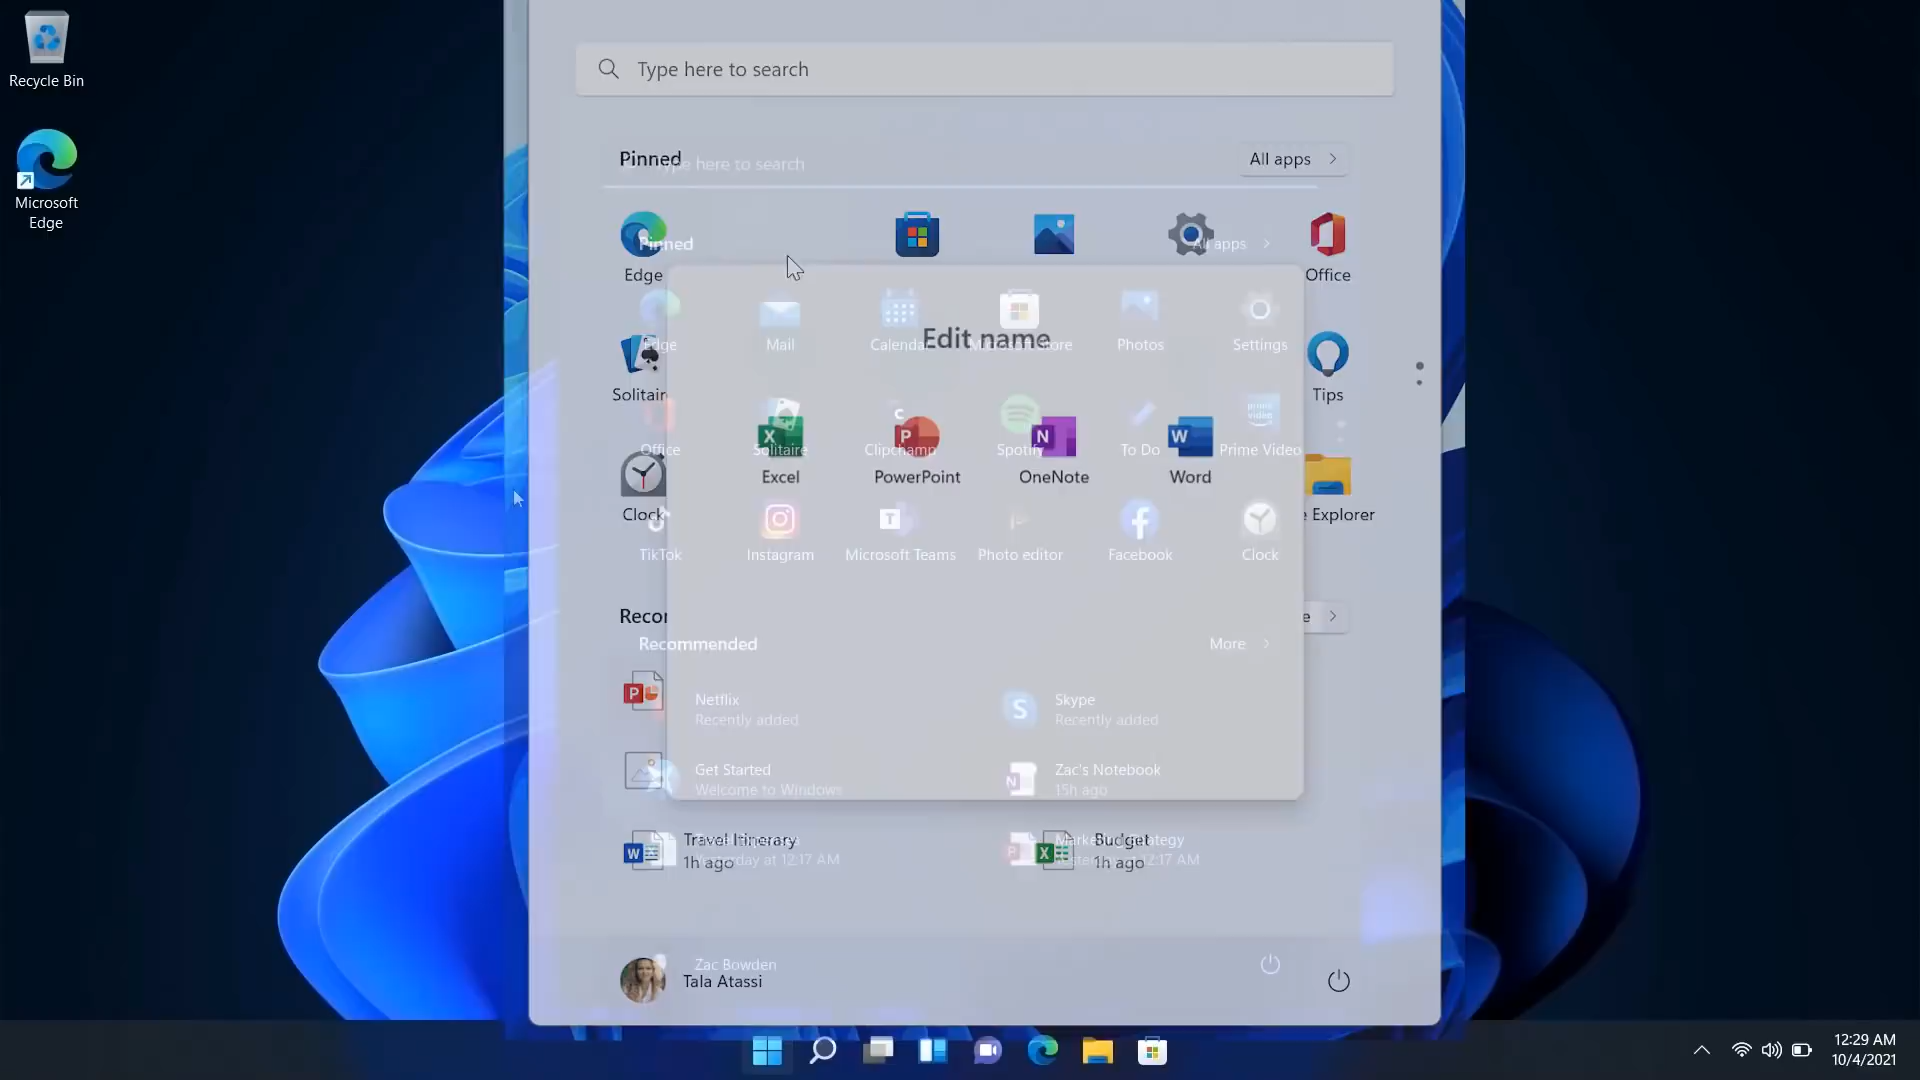 Recycle Bin
Microsoft
Edge
Type here to search
Pinned
Type here to search
All apps
Pinned
All apps
Edge
Office
Edit name
Edge
Mail
Calendar
Microsoft Store
Photos
Settings
Solitaire
Tips
Office
Solitaire
Clipchamp
Spotify
To Do
Prime Video
prime video
Excel
PowerPoint
OneNote
Word
Clock
e Explorer
TikTok
Instagram
Microsoft Teams
Photo editor
Facebook
Clock
Recor
e
Recommended
More
Netflix
Recently added
Skype
Recently added
Get Started
Welcome to Windows
Zac's Notebook
15h ago
Travel Itinerary
1h ago
Yesterday at 12:17 AM
Budget
1h ago
Marketing Strategy
Yesterday at 12:17 AM
Zac Bowden
Tala Atassi
12:29 AM
10/4/2021